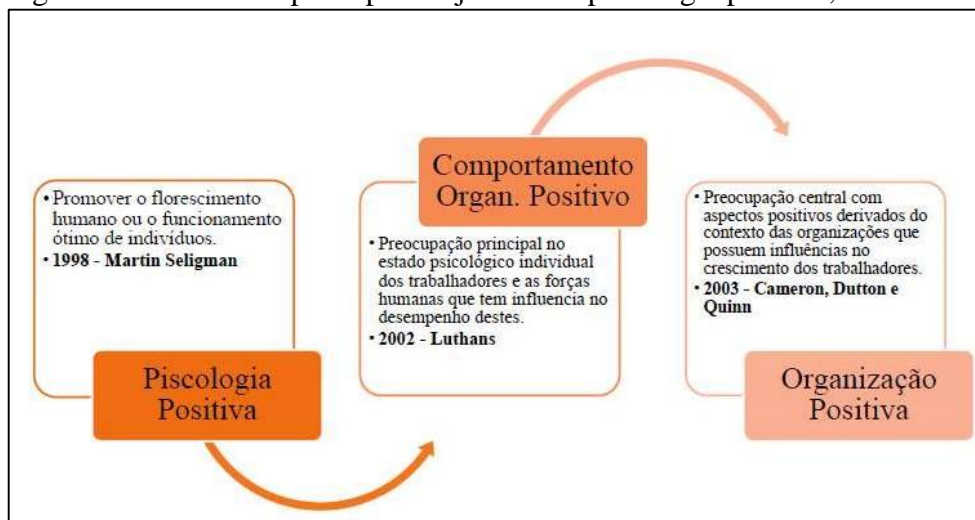 • Promover o florescimento
humano ou o funcionamento
ótimo de indivíduos.
• 1998 - Martin Seligman
Piscologia
Positiva
Comportamento
Organ. Positivo
• Preocupação principal no
estado psicológico individual
dos trabalhadores e as forças
humanas que tem influencia no
desempenho destes.
• 2002 - Luthans
• Preocupação central com
aspectos positivos derivados do
contexto das organizações que
possuem influências no
crescimento dos trabalhadores.
• 2003 - Cameron, Dutton e
Quinn
Organização
Positiva